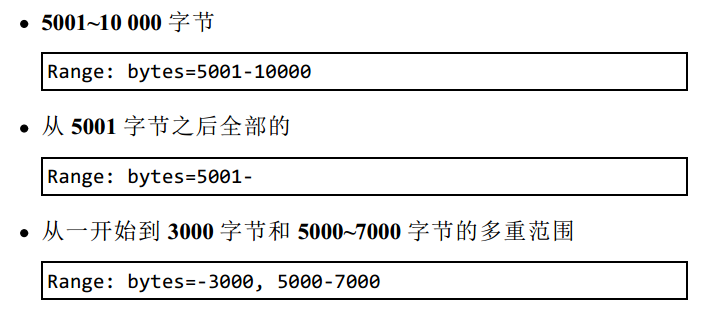 ● 5001~10 000 字节
Range: bytes=5001-10000
● 从 5001 字节之后全部的
Range: bytes=5001-
● 从一开始到 3000 字节和 5000~7000 字节的多重范围
Range: bytes=-3000, 5000-7000